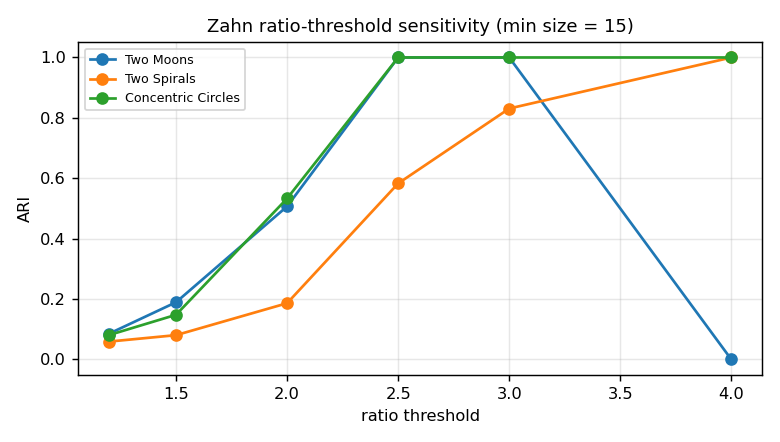 Zahn ratio-threshold sensitivity (min size = 15)
Two Moons
Two Spirals
Concentric Circles
ARI
1.0
0.8
0.6
0.4
0.2
0.0
1.5 2.0 2.5 3.0 3.5 4.0
ratio threshold